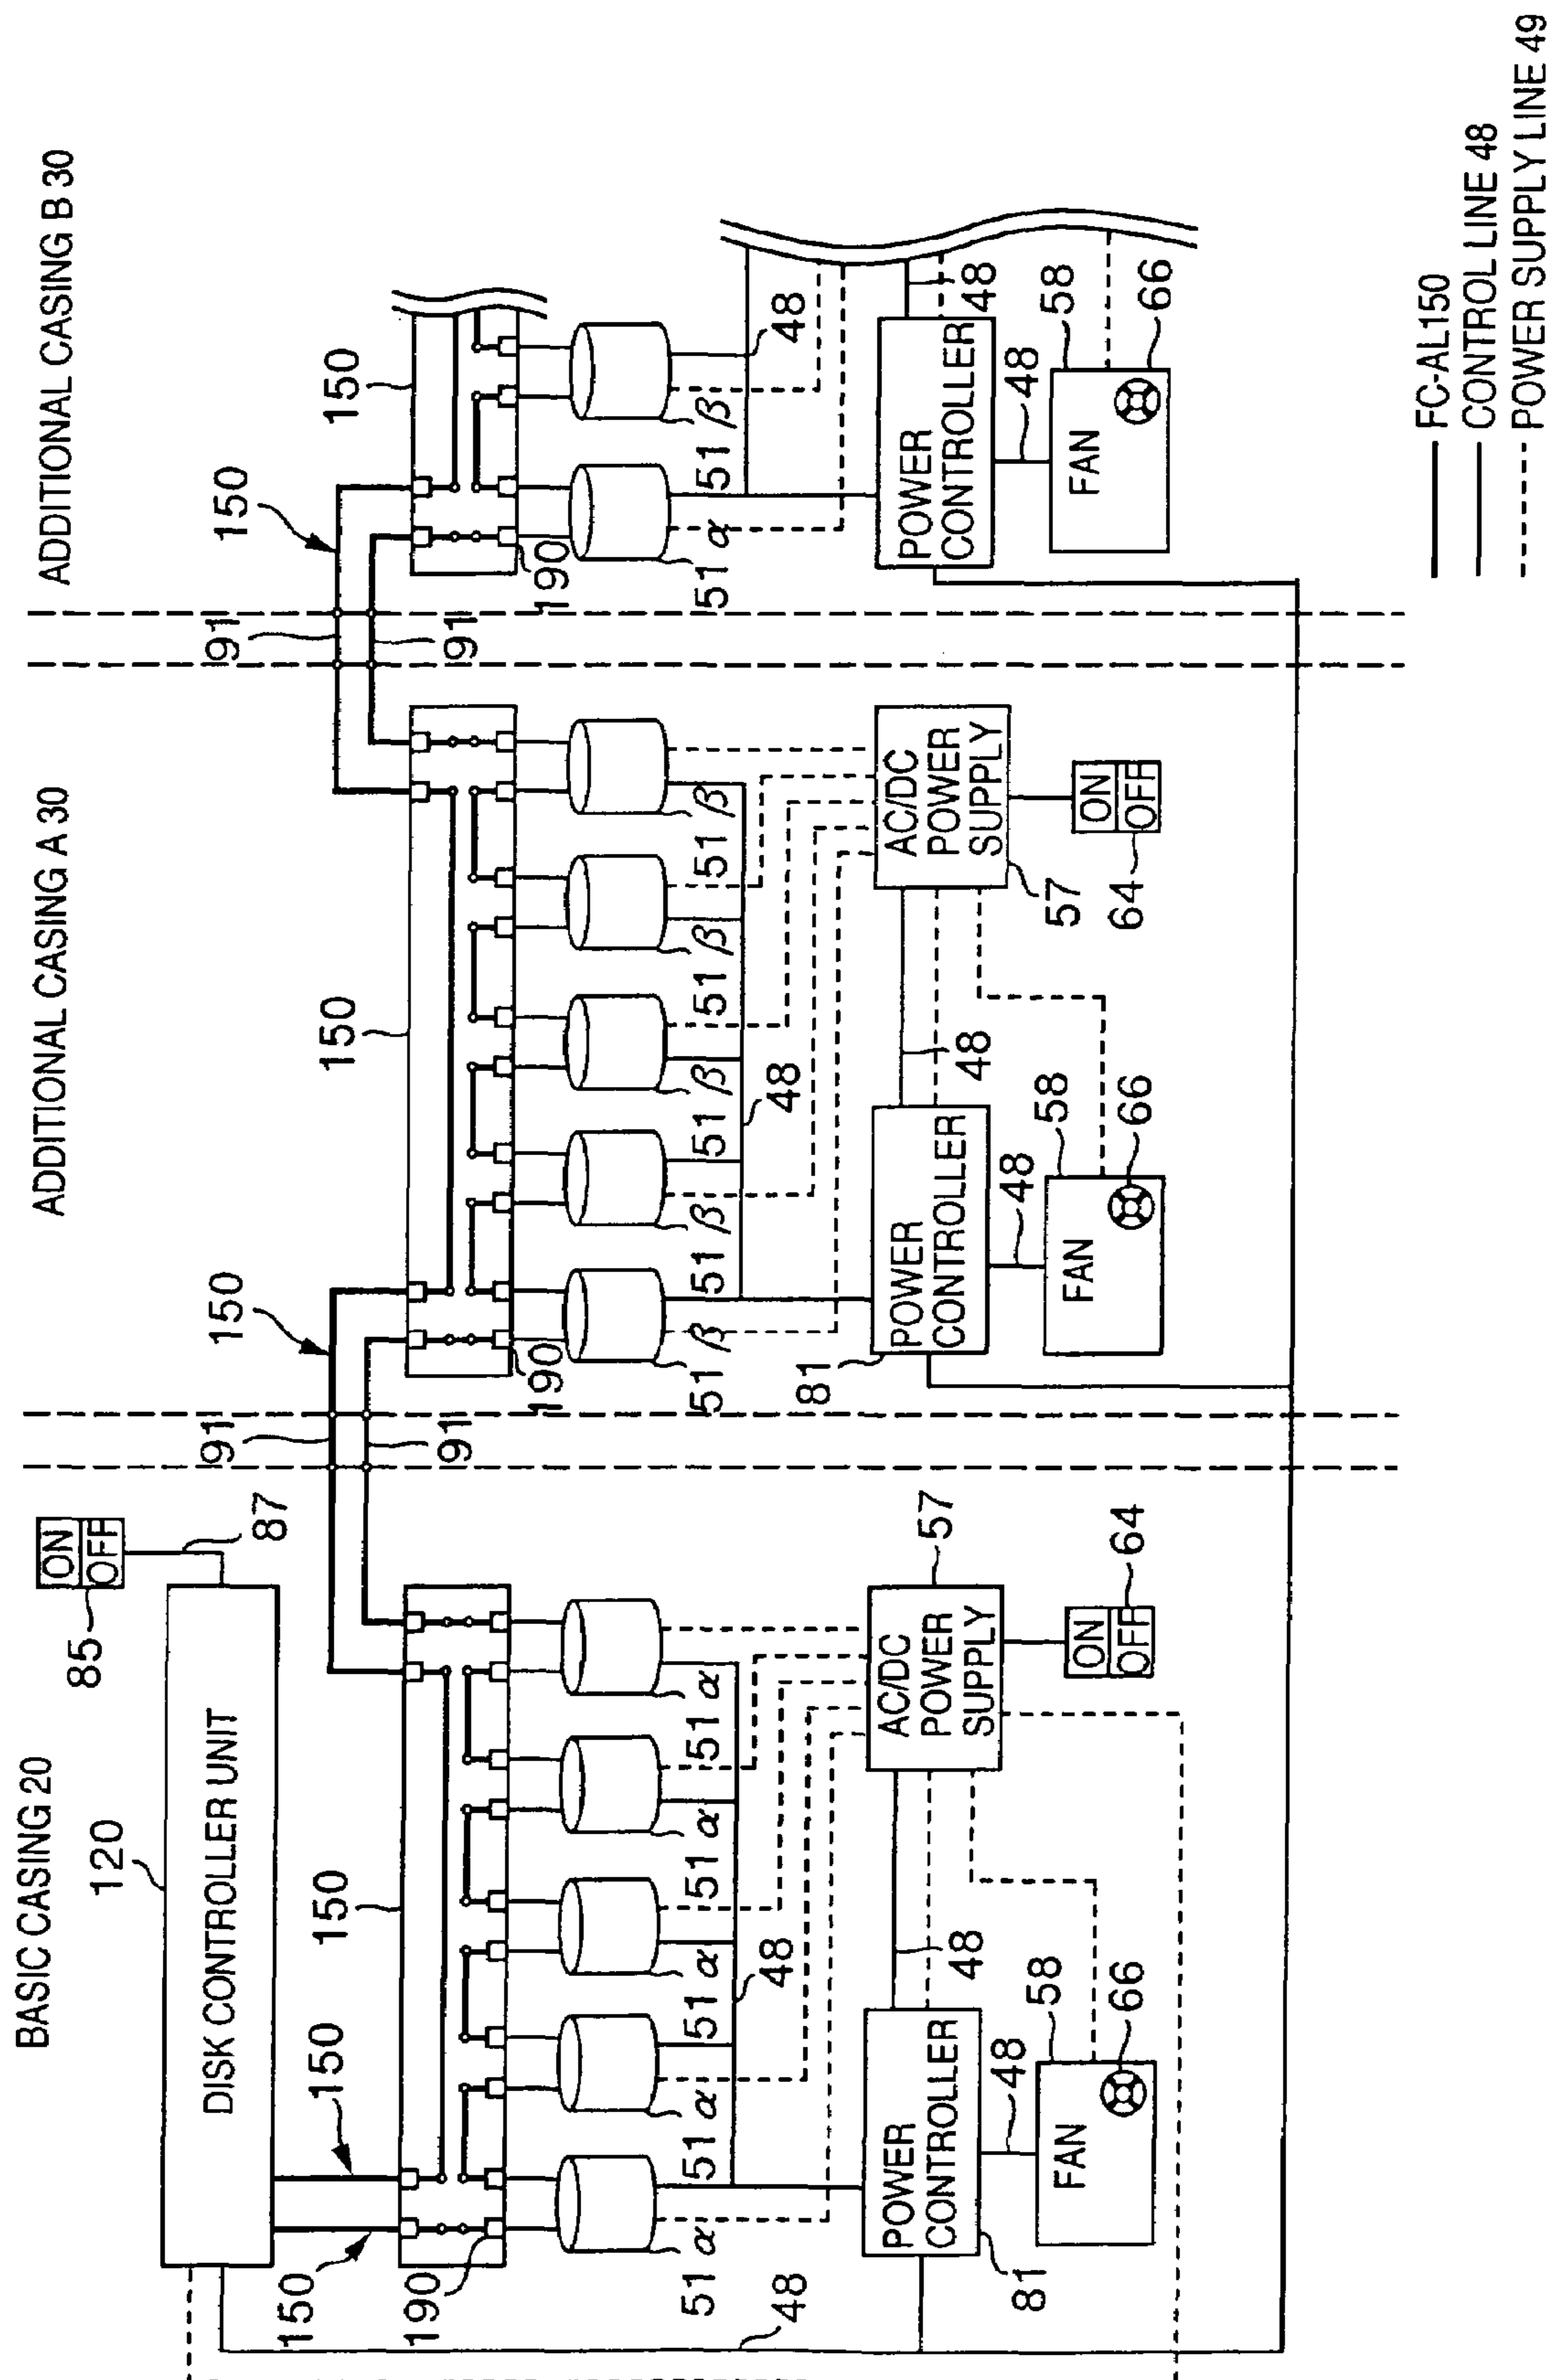 BASIC CASING 20
ADDITIONAL CASING A 30
ADDITIONAL CASING B 30
120
DISK CONTROLLER UNIT
ON
OFF
85
87
150
150
150
190
91
91
150
150
190
91
91
150
150
190
51 α
51 α
51 α
51 α
51 α
48
51 β
51 β
51 β
51 β
51 β
48
51 α
51 β
48
48
POWER
CONTROLLER
81
48
AC/DC
POWER
SUPPLY
57
ON
OFF
64
48
FAN
58
66
POWER
CONTROLLER
81
48
AC/DC
POWER
SUPPLY
57
ON
OFF
64
48
FAN
58
66
POWER
CONTROLLER
48
48
FAN
58
66
FC-AL150
CONTROL LINE 48
POWER SUPPLY LINE 49